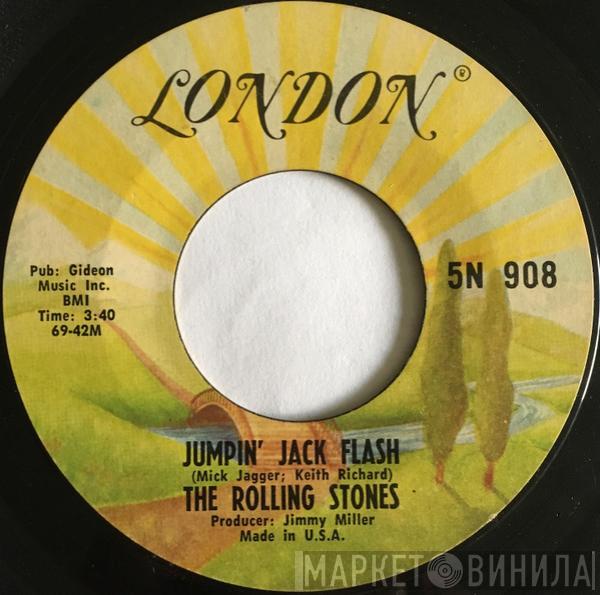 LONDON®
Pub: Gideon
Music Inc.
BMI
Time: 3:40
69-42M
5N 908
JUMPIN' JACK FLASH
(Mick Jagger; Keith Richard)
THE ROLLING STONES
Producer: Jimmy Miller
Made in U.S.A.
МАРКЕТ ВИНИЛА